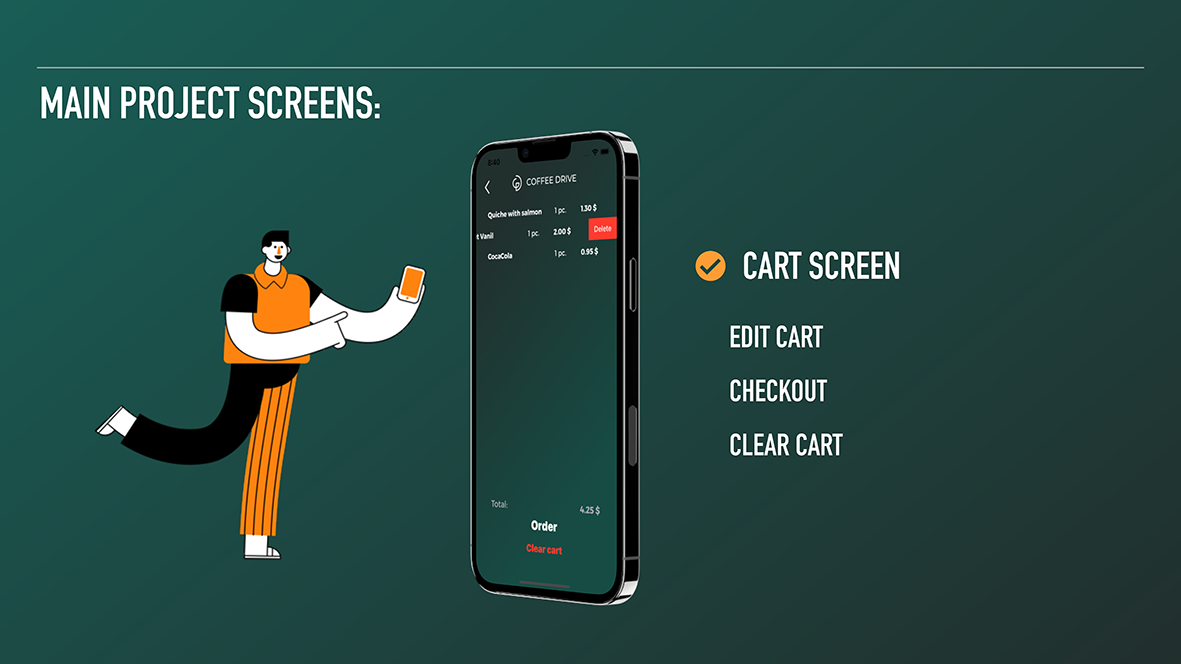 MAIN PROJECT SCREENS:
8:40
COFFEE DRIVE
Quiche with salmon 1 pc. 1.30 $
t Vanil 1 pc. 2.00 $ Delete
CocaCola 1 pc. 0.95 $
Total: 4.25 $
Order
Clear cart
CART SCREEN
EDIT CART
CHECKOUT
CLEAR CART